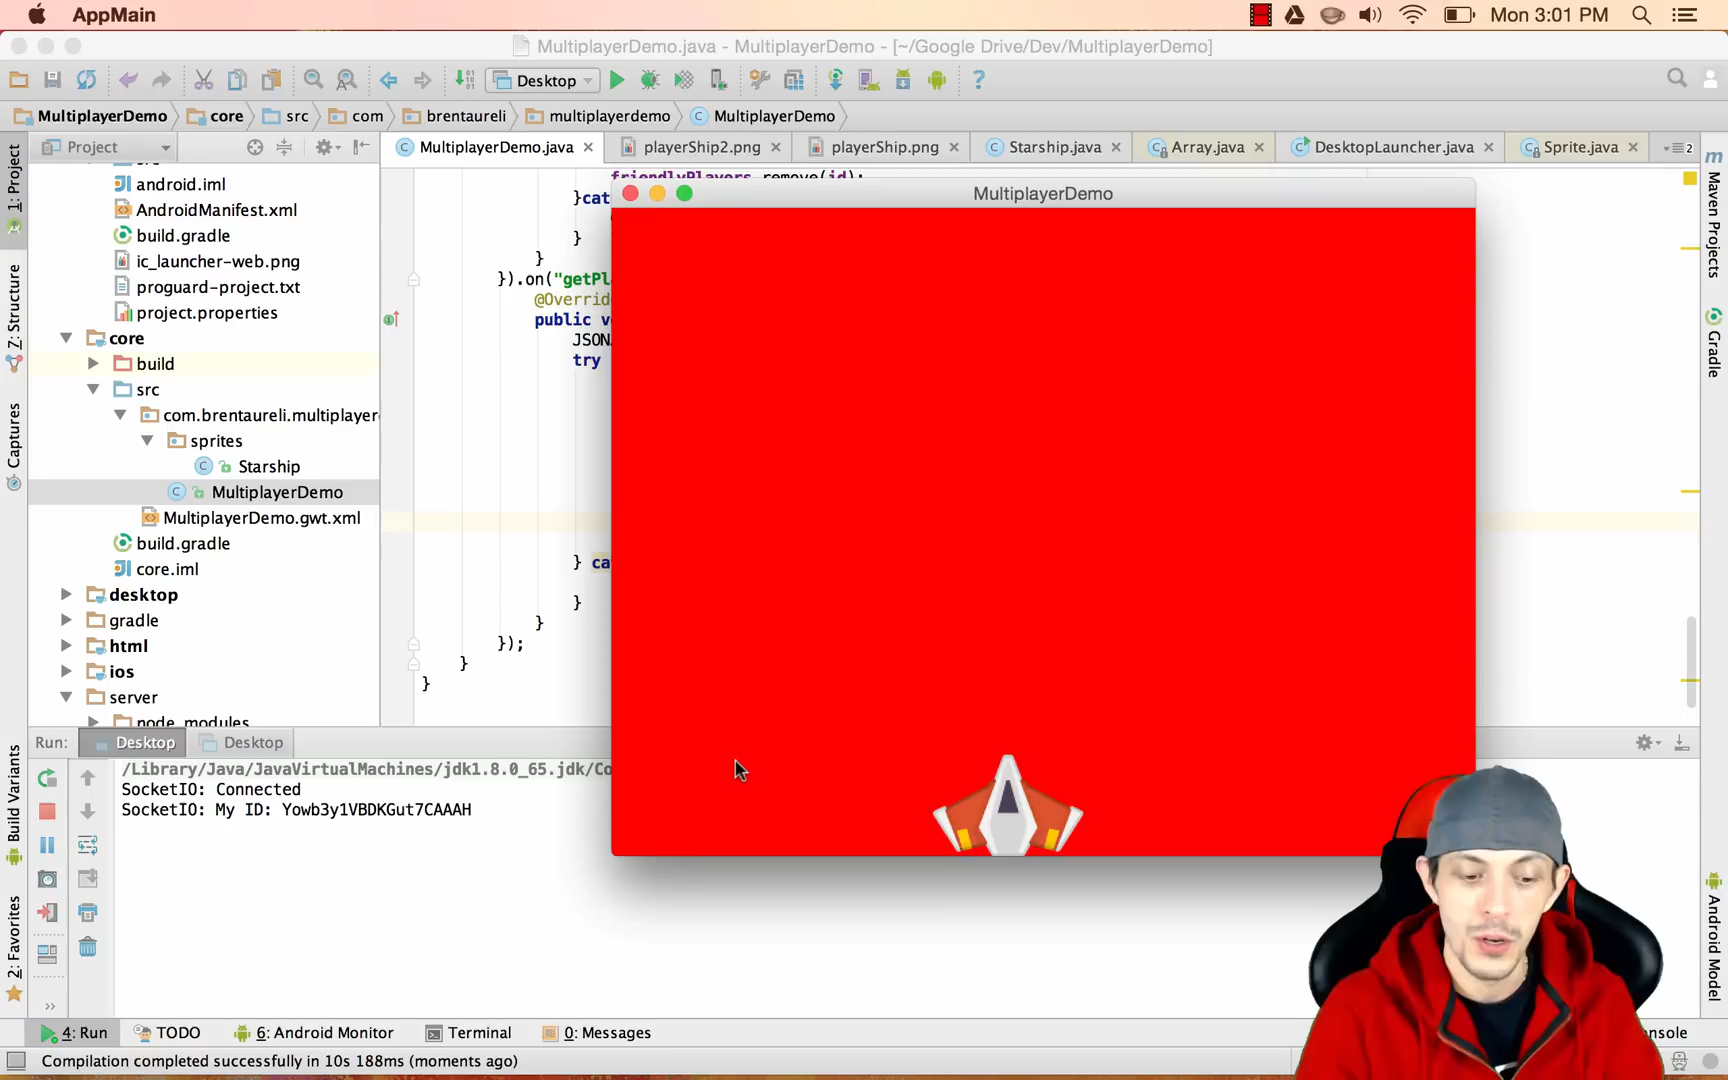 AppMain
Mon 3:01 PM
MultiplayerDemo.java - MultiplayerDemo - [~/Google Drive/Dev/MultiplayerDemo]
Desktop
MultiplayerDemo
core
src
com
brentaureli
multiplayerdemo
MultiplayerDemo
1: Project
Z: Structure
Captures
Build Variants
2: Favorites
Project
MultiplayerDemo.java
playerShip2.png
playerShip.png
Starship.java
Array.java
DesktopLauncher.java
Sprite.java
2
android.iml
AndroidManifest.xml
build.gradle
ic_launcher-web.png
proguard-project.txt
project.properties
core
build
src
com.brentaureli.multiplayer
sprites
Starship
MultiplayerDemo
MultiplayerDemo.gwt.xml
build.gradle
core.iml
desktop
gradle
html
ios
server
node_modules
friendlyPlayers.remove(id);
}cat
}
}
}).on("getPl
@Overrid
public v
JSON
try
} ca
}
}
});
}
}
MultiplayerDemo
Maven Projects
Gradle
Android Model
Run:
Desktop
Desktop
/Library/Java/JavaVirtualMachines/jdk1.8.0_65.jdk/Co
SocketIO: Connected
SocketIO: My ID: Yowb3y1VBDKGut7CAAAH
4: Run
TODO
6: Android Monitor
Terminal
0: Messages
nsole
Compilation completed successfully in 10s 188ms (moments ago)